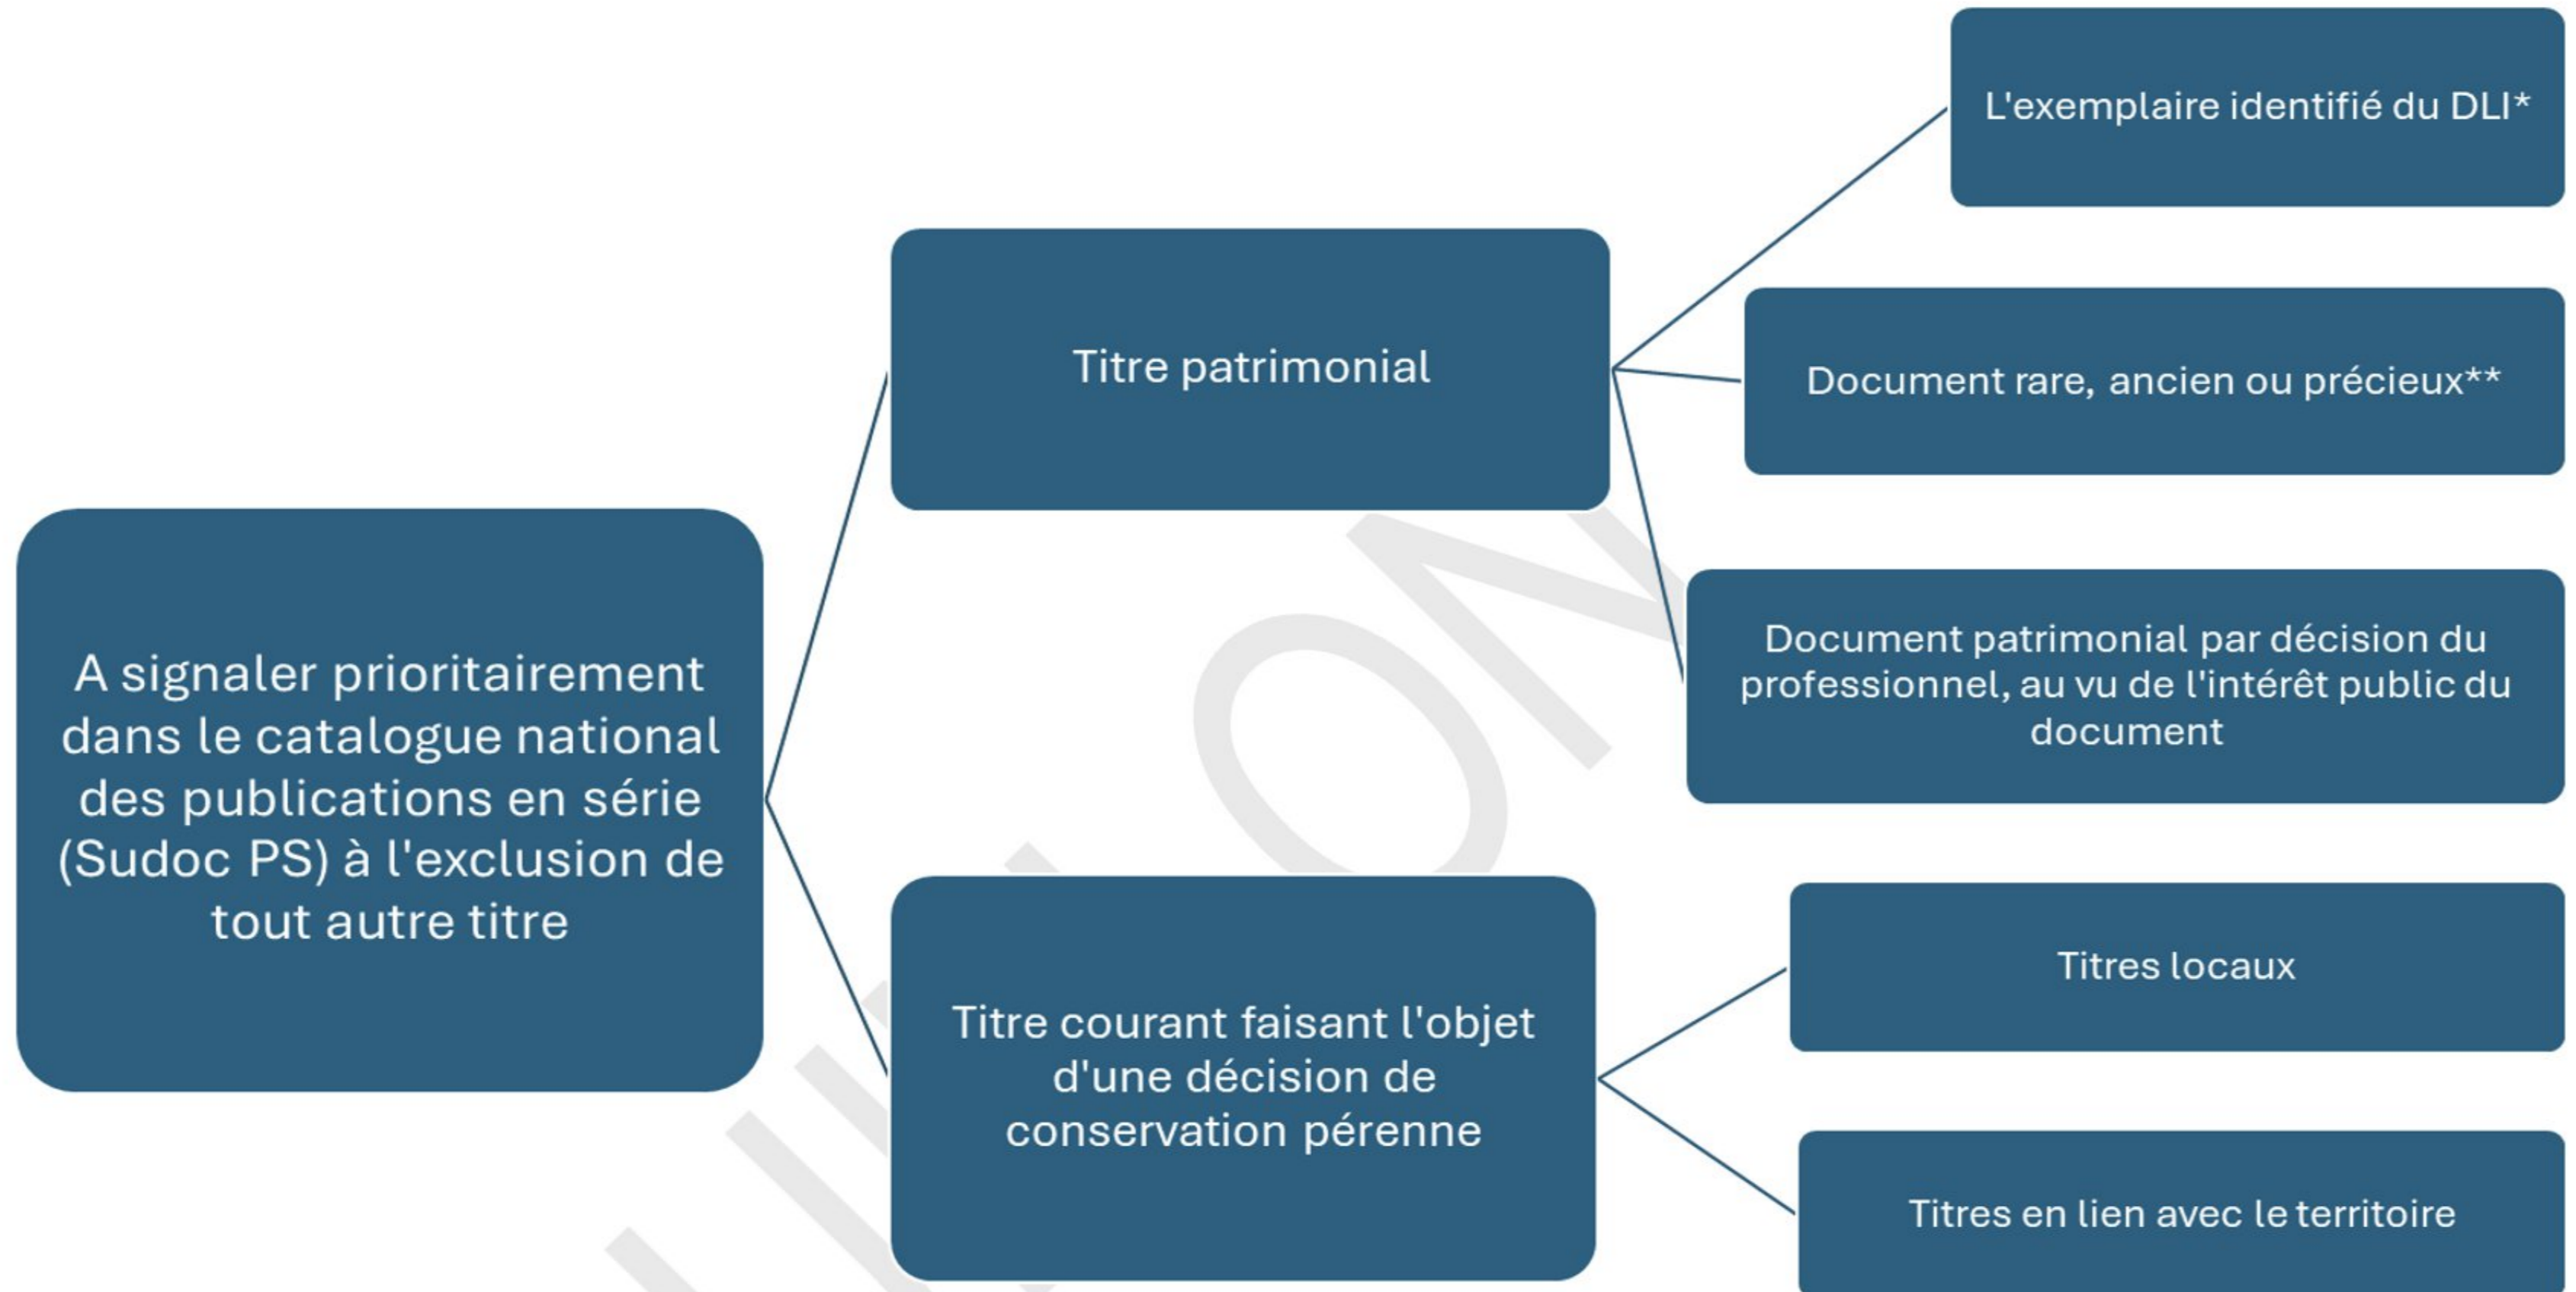 A signaler prioritairement
dans le catalogue national
des publications en série
(Sudoc PS) à l'exclusion de
tout autre titre
Titre patrimonial
L'exemplaire identifié du DLI*
Document rare, ancien ou précieux**
Document patrimonial par décision du
professionnel, au vu de l'intérêt public du
document
Titre courant faisant l'objet
d'une décision de
conservation pérenne
Titres locaux
Titres en lien avec le territoire